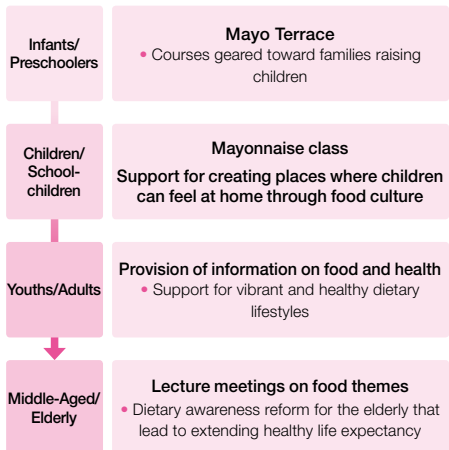 Infants/
Preschoolers
Mayo Terrace
• Courses geared toward families raising
children
Children/
School-
children
Mayonnaise class
Support for creating places where children
can feel at home through food culture
Youths/Adults
Provision of information on food and health
• Support for vibrant and healthy dietary
lifestyles
Middle-Aged/
Elderly
Lecture meetings on food themes
• Dietary awareness reform for the elderly that
lead to extending healthy life expectancy